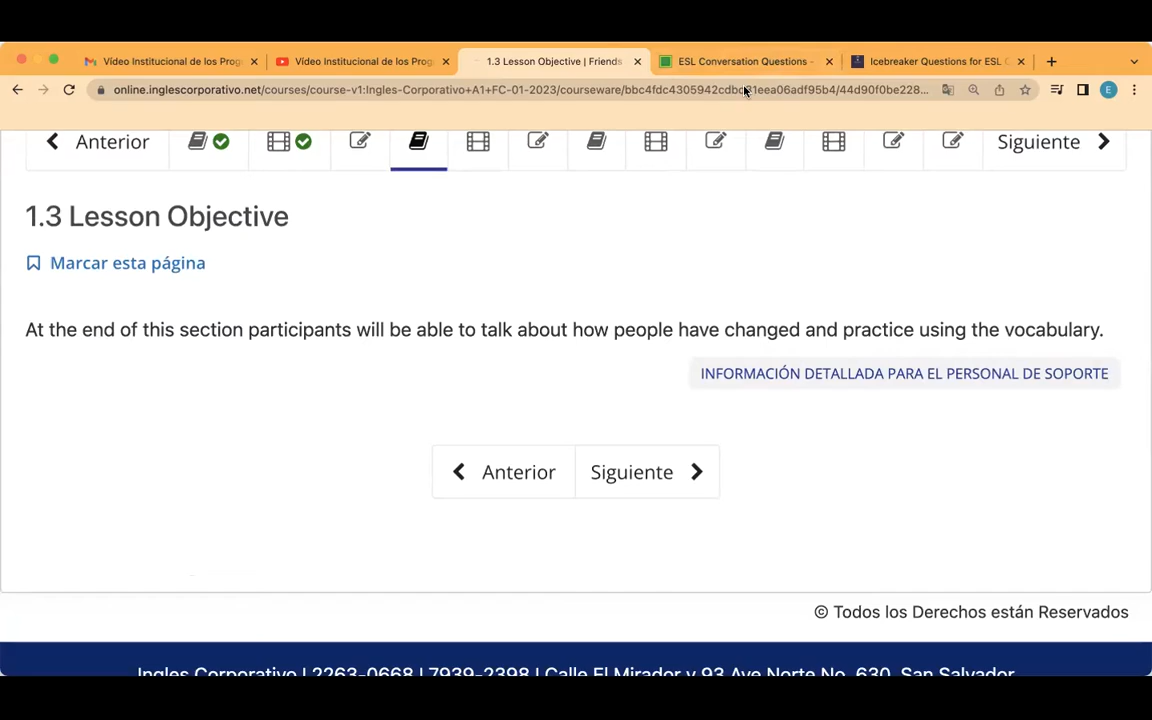 Vídeo Institucional de los Prog
Vídeo Institucional de los Prog
1.3 Lesson Objective | Friends
ESL Conversation Questions -
Icebreaker Questions for ESL C
online.inglescorporativo.net/courses/course-v1:Ingles-Corporativo+A1+FC-01-2023/courseware/bbc4fdc4305942cdbd31eea06adf95b4/44d90f0be228...
E
Anterior
Siguiente
1.3 Lesson Objective
Marcar esta página
At the end of this section participants will be able to talk about how people have changed and practice using the vocabulary.
INFORMACIÓN DETALLADA PARA EL PERSONAL DE SOPORTE
Anterior
Siguiente
© Todos los Derechos están Reservados
Ingles Corporativo | 2263-0668 | 7939-2398 | Calle El Mirador y 93 Ave Norte No. 630, San Salvador